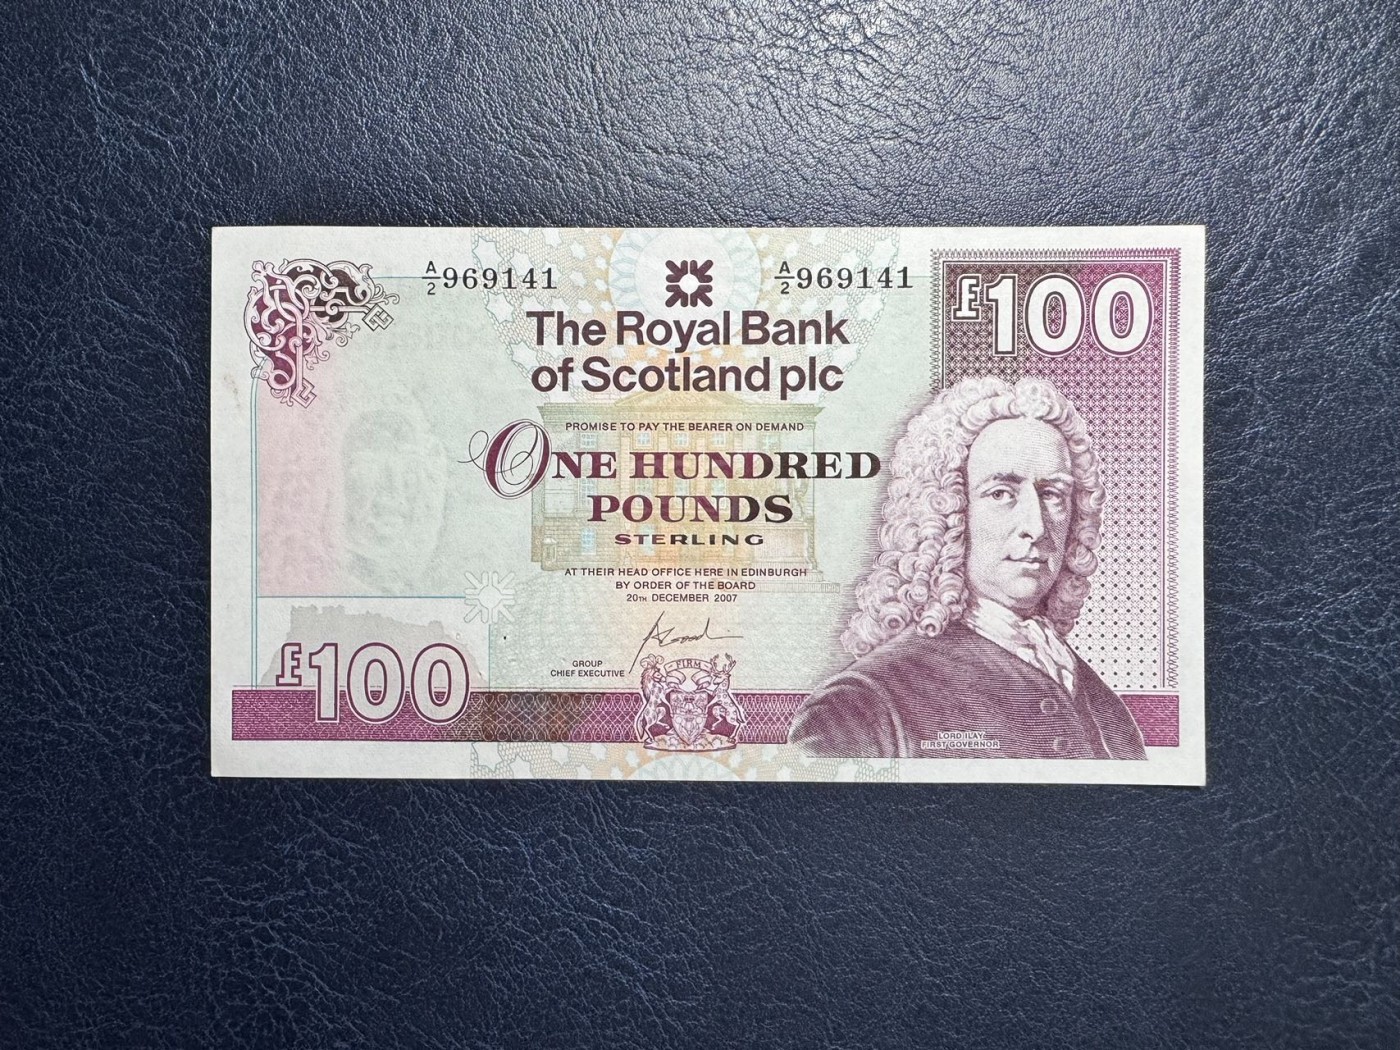 A/2 969141
A/2 969141
£100
The Royal Bank
of Scotland plc
PROMISE TO PAY THE BEARER ON DEMAND
ONE HUNDRED
POUNDS
STERLING
AT THEIR HEAD OFFICE HERE IN EDINBURGH
BY ORDER OF THE BOARD
20TH DECEMBER 2007
GROUP
CHIEF EXECUTIVE
FIRM
£100
LORD ILAY
FIRST GOVERNOR